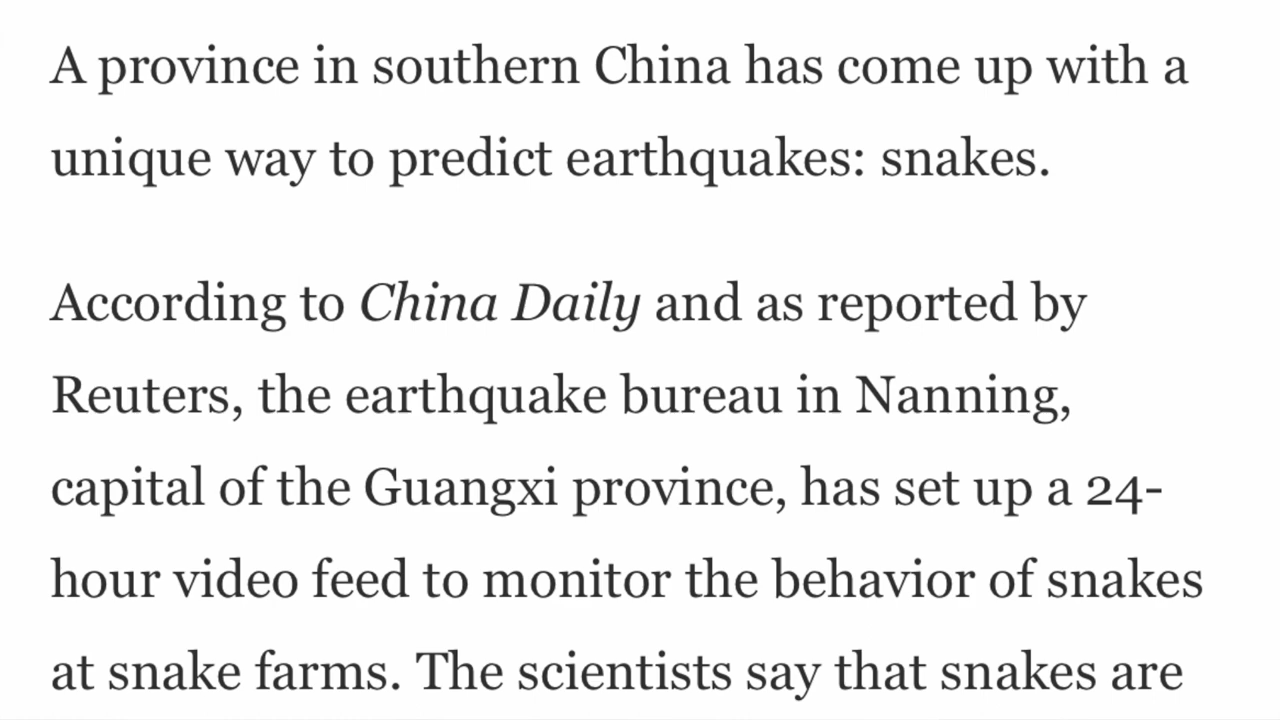 A province in southern China has come up with a
unique way to predict earthquakes: snakes.
According to China Daily and as reported by
Reuters, the earthquake bureau in Nanning,
capital of the Guangxi province, has set up a 24-
hour video feed to monitor the behavior of snakes
at snake farms. The scientists say that snakes are